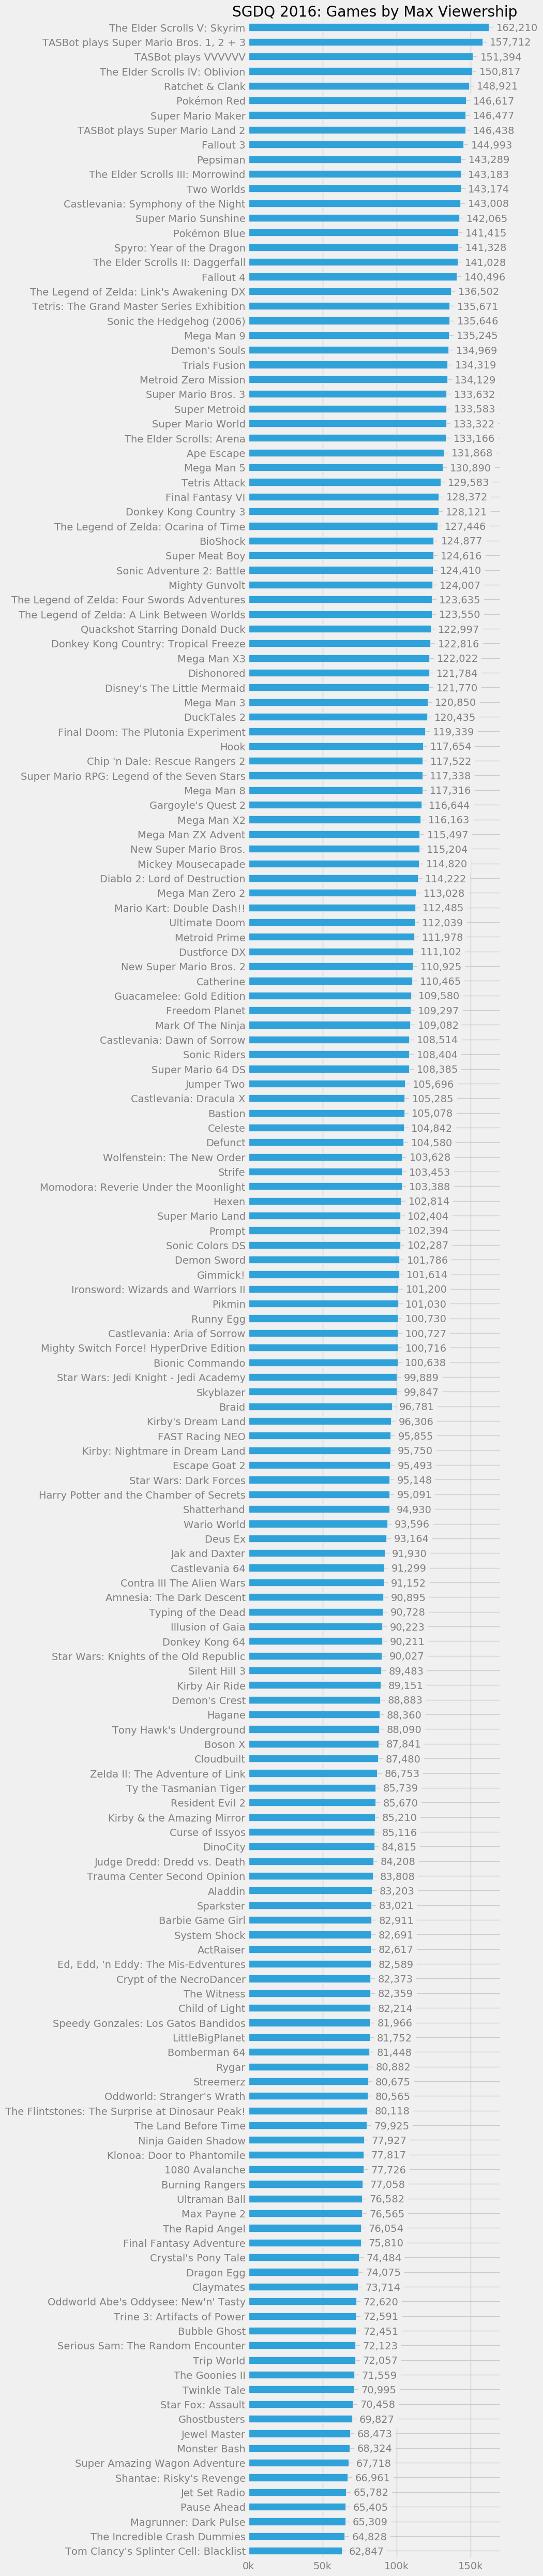 SGDQ 2016: Games by Max Viewership
The Elder Scrolls V: Skyrim 162,210
TASBot plays Super Mario Bros. 1, 2 + 3 157,712
TASBot plays VVVVVV 151,394
The Elder Scrolls IV: Oblivion 150,817
Ratchet & Clank 148,921
Pokémon Red 146,617
Super Mario Maker 146,477
TASBot plays Super Mario Land 2 146,438
Fallout 3 144,993
Pepsiman 143,289
The Elder Scrolls III: Morrowind 143,183
Two Worlds 143,174
Castlevania: Symphony of the Night 143,008
Super Mario Sunshine 142,065
Pokémon Blue 141,415
Spyro: Year of the Dragon 141,328
The Elder Scrolls II: Daggerfall 141,028
Fallout 4 140,496
The Legend of Zelda: Link's Awakening DX 136,502
Tetris: The Grand Master Series Exhibition 135,671
Sonic the Hedgehog (2006) 135,646
Mega Man 9 135,245
Demon's Souls 134,969
Trials Fusion 134,319
Metroid Zero Mission 134,129
Super Mario Bros. 3 133,632
Super Metroid 133,583
Super Mario World 133,322
The Elder Scrolls: Arena 133,166
Ape Escape 131,868
Mega Man 5 130,890
Tetris Attack 129,583
Final Fantasy VI 128,372
Donkey Kong Country 3 128,121
The Legend of Zelda: Ocarina of Time 127,446
BioShock 124,877
Super Meat Boy 124,616
Sonic Adventure 2: Battle 124,410
Mighty Gunvolt 124,007
The Legend of Zelda: Four Swords Adventures 123,635
The Legend of Zelda: A Link Between Worlds 123,550
Quackshot Starring Donald Duck 122,997
Donkey Kong Country: Tropical Freeze 122,816
Mega Man X3 122,022
Dishonored 121,784
Disney's The Little Mermaid 121,770
Mega Man 3 120,850
DuckTales 2 120,435
Final Doom: The Plutonia Experiment 119,339
Hook 117,654
Chip 'n Dale: Rescue Rangers 2 117,522
Super Mario RPG: Legend of the Seven Stars 117,338
Mega Man 8 117,316
Gargoyle's Quest 2 116,644
Mega Man X2 116,163
Mega Man ZX Advent 115,497
New Super Mario Bros. 115,204
Mickey Mousecapade 114,820
Diablo 2: Lord of Destruction 114,222
Mega Man Zero 2 113,028
Mario Kart: Double Dash!! 112,485
Ultimate Doom 112,039
Metroid Prime 111,978
Dustforce DX 111,102
New Super Mario Bros. 2 110,925
Catherine 110,465
Guacamelee: Gold Edition 109,580
Freedom Planet 109,297
Mark Of The Ninja 109,082
Castlevania: Dawn of Sorrow 108,514
Sonic Riders 108,404
Super Mario 64 DS 108,385
Jumper Two 105,696
Castlevania: Dracula X 105,285
Bastion 105,078
Celeste 104,842
Defunct 104,580
Wolfenstein: The New Order 103,628
Strife 103,453
Momodora: Reverie Under the Moonlight 103,388
Hexen 102,814
Super Mario Land 102,404
Prompt 102,394
Sonic Colors DS 102,287
Demon Sword 101,786
Gimmick! 101,614
Ironsword: Wizards and Warriors II 101,200
Pikmin 101,030
Runny Egg 100,730
Castlevania: Aria of Sorrow 100,727
Mighty Switch Force! HyperDrive Edition 100,716
Bionic Commando 100,638
Star Wars: Jedi Knight - Jedi Academy 99,889
Skyblazer 99,847
Braid 96,781
Kirby's Dream Land 96,306
FAST Racing NEO 95,855
Kirby: Nightmare in Dream Land 95,750
Escape Goat 2 95,493
Star Wars: Dark Forces 95,148
Harry Potter and the Chamber of Secrets 95,091
Shatterhand 94,930
Wario World 93,596
Deus Ex 93,164
Jak and Daxter 91,930
Castlevania 64 91,299
Contra III The Alien Wars 91,152
Amnesia: The Dark Descent 90,895
Typing of the Dead 90,728
Illusion of Gaia 90,223
Donkey Kong 64 90,211
Star Wars: Knights of the Old Republic 90,027
Silent Hill 3 89,483
Kirby Air Ride 89,151
Demon's Crest 88,883
Hagane 88,360
Tony Hawk's Underground 88,090
Boson X 87,841
Cloudbuilt 87,480
Zelda II: The Adventure of Link 86,753
Ty the Tasmanian Tiger 85,739
Resident Evil 2 85,670
Kirby & the Amazing Mirror 85,210
Curse of Issyos 85,116
DinoCity 84,815
Judge Dredd: Dredd vs. Death 84,208
Trauma Center Second Opinion 83,808
Aladdin 83,203
Sparkster 83,021
Barbie Game Girl 82,911
System Shock 82,691
ActRaiser 82,617
Ed, Edd, 'n Eddy: The Mis-Edventures 82,589
Crypt of the NecroDancer 82,373
The Witness 82,359
Child of Light 82,214
Speedy Gonzales: Los Gatos Bandidos 81,966
LittleBigPlanet 81,752
Bomberman 64 81,448
Rygar 80,882
Streemerz 80,675
Oddworld: Stranger's Wrath 80,565
The Flintstones: The Surprise at Dinosaur Peak! 80,118
The Land Before Time 79,925
Ninja Gaiden Shadow 77,927
Klonoa: Door to Phantomile 77,817
1080 Avalanche 77,726
Burning Rangers 77,058
Ultraman Ball 76,582
Max Payne 2 76,565
The Rapid Angel 76,054
Final Fantasy Adventure 75,810
Crystal's Pony Tale 74,484
Dragon Egg 74,075
Claymates 73,714
Oddworld Abe's Oddysee: New'n' Tasty 72,620
Trine 3: Artifacts of Power 72,591
Bubble Ghost 72,451
Serious Sam: The Random Encounter 72,123
Trip World 72,057
The Goonies II 71,559
Twinkle Tale 70,995
Star Fox: Assault 70,458
Ghostbusters 69,827
Jewel Master 68,473
Monster Bash 68,324
Super Amazing Wagon Adventure 67,718
Shantae: Risky's Revenge 66,961
Jet Set Radio 65,782
Pause Ahead 65,405
Magrunner: Dark Pulse 65,309
The Incredible Crash Dummies 64,828
Tom Clancy's Splinter Cell: Blacklist 62,847
0k 50k 100k 150k